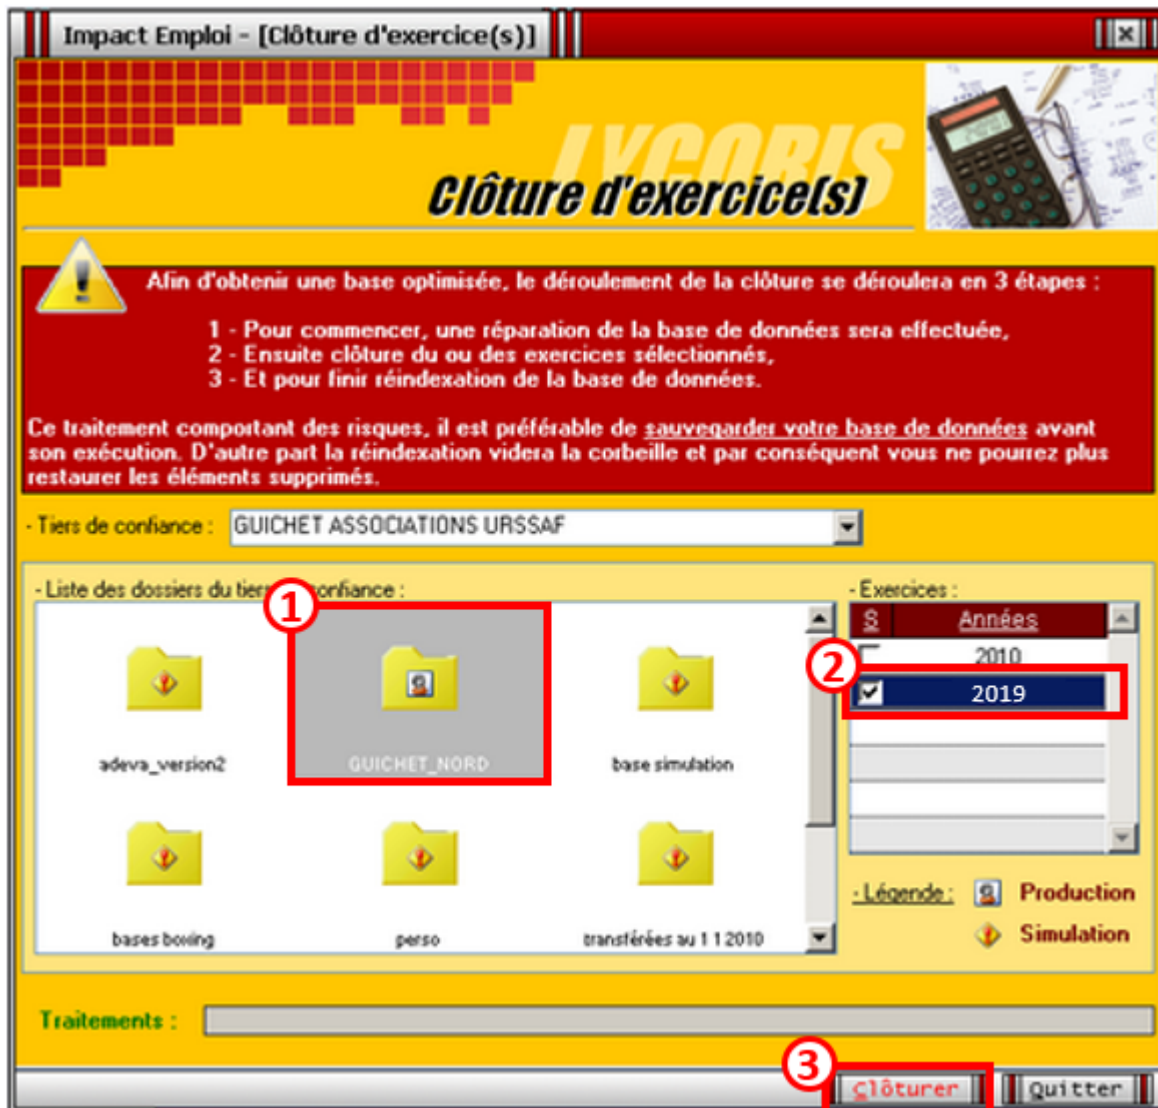 Impact Emploi - [Clôture d'exercice(s)]
LYCORIS
Clôture d'exercice(s)
Afin d'obtenir une base optimisée, le déroulement de la clôture se déroulera en 3 étapes :
1 - Pour commencer, une réparation de la base de données sera effectuée,
2 - Ensuite clôture du ou des exercices sélectionnés,
3 - Et pour finir réindexation de la base de données.
Ce traitement comportant des risques, il est préférable de sauvegarder votre base de données avant
son exécution. D'autre part la réindexation videra la corbeille et par conséquent vous ne pourrez plus
restaurer les éléments supprimés.
- Tiers de confiance : GUICHET ASSOCIATIONS URSSAF
- Liste des dossiers du tiers confiance :
- Exercices :
1
S Années
2010
2
2019
adeva_version2 GUICHET_NORD base simulation
bases boxing perso transférées au 1 1 2010
- Légende : Production
Simulation
Traitements :
3
Clôturer Quitter